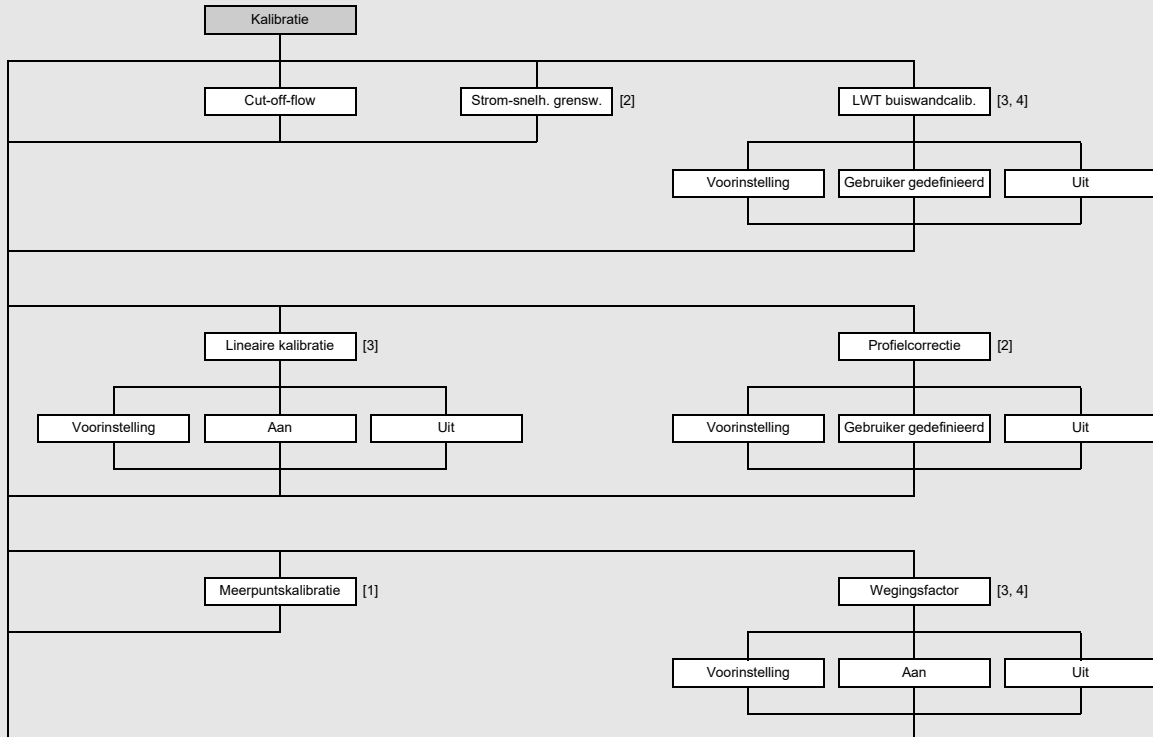 Kalibratie
Cut-off-flow
Strom-snelh. grensw. [2]
LWT buiswandcalib. [3, 4]
Voorinstelling
Gebruiker gedefinieerd
Uit
Lineaire kalibratie [3]
Profielcorrectie [2]
Voorinstelling
Aan
Uit
Voorinstelling
Gebruiker gedefinieerd
Uit
Meerpuntskalibratie [1]
Wegingsfactor [3, 4]
Voorinstelling
Aan
Uit